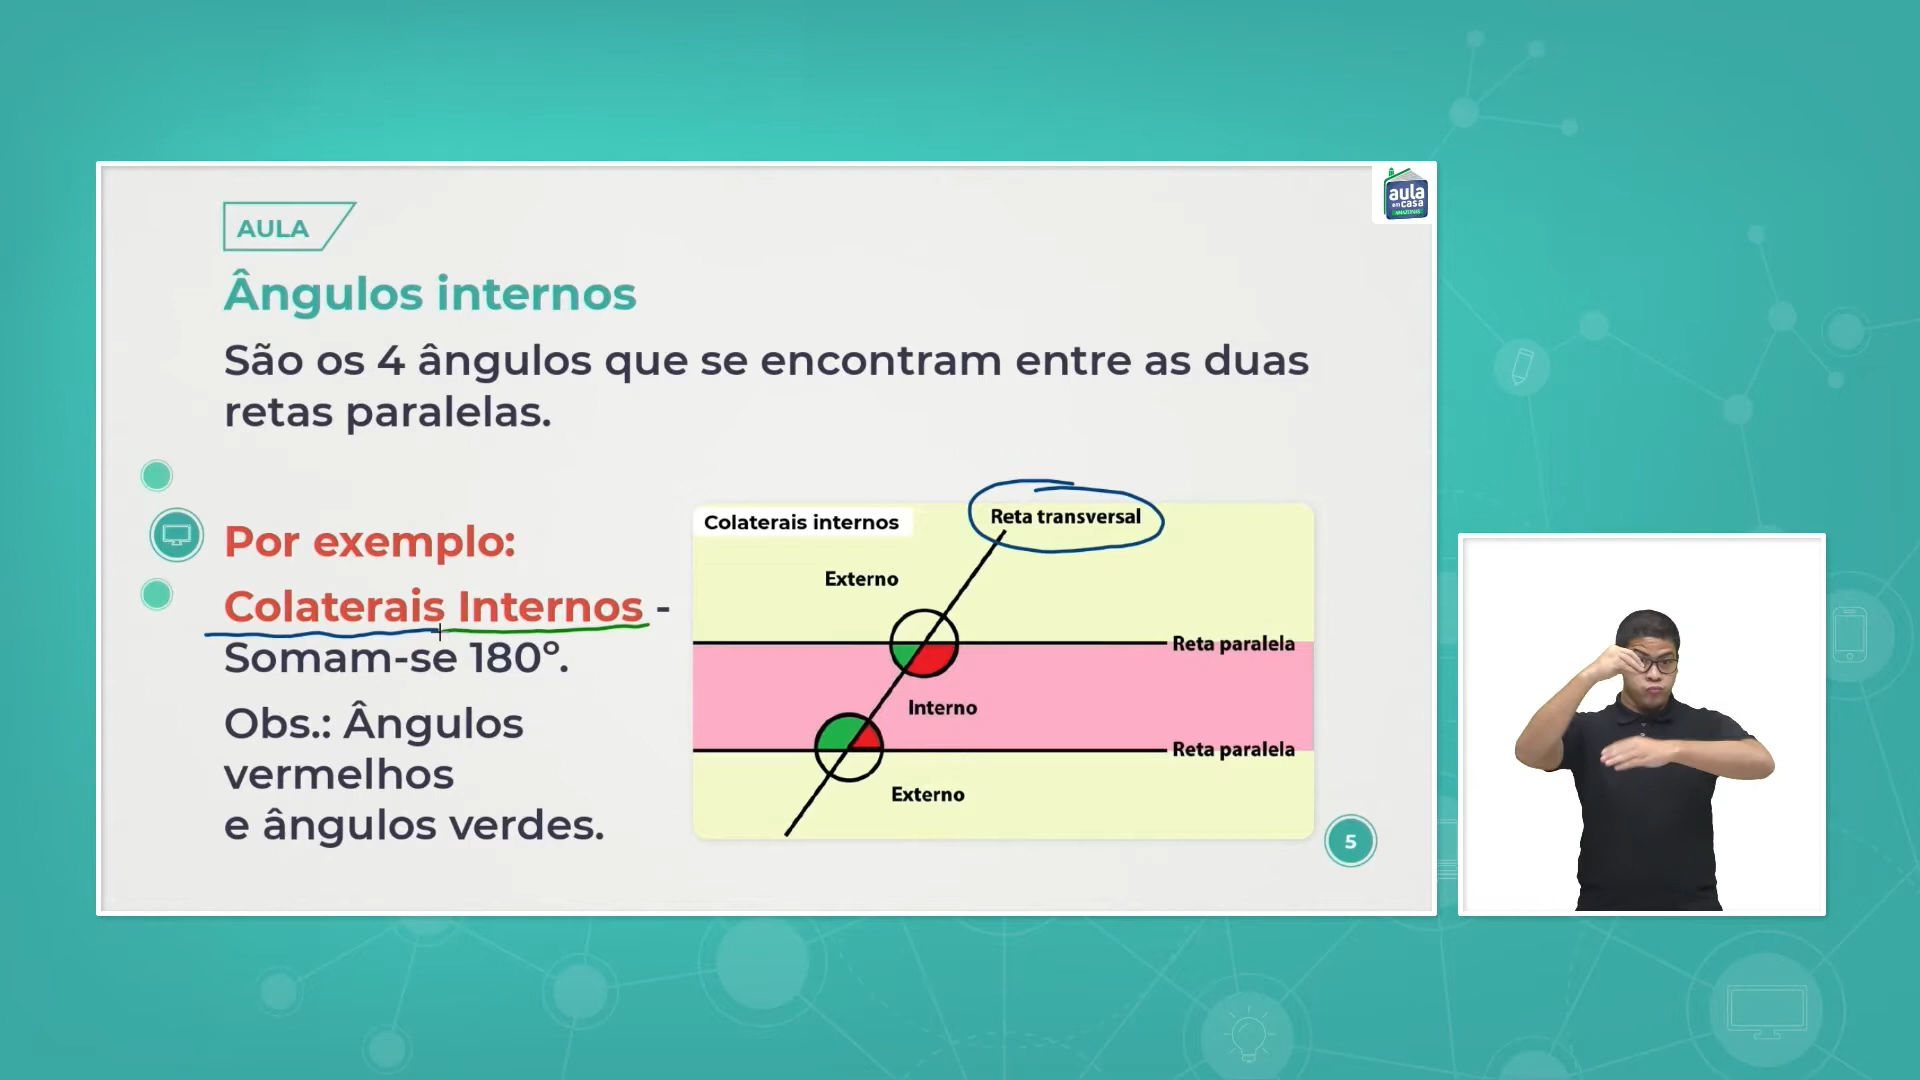 aula
em casa
AMAZONAS
AULA
Ângulos internos
São os 4 ângulos que se encontram entre as duas
retas paralelas.
Por exemplo:
Colaterais Internos -
Somam-se 180º.
Obs.: Ângulos
vermelhos
e ângulos verdes.
Colaterais internos
Reta transversal
Externo
Reta paralela
Interno
Reta paralela
Externo
5